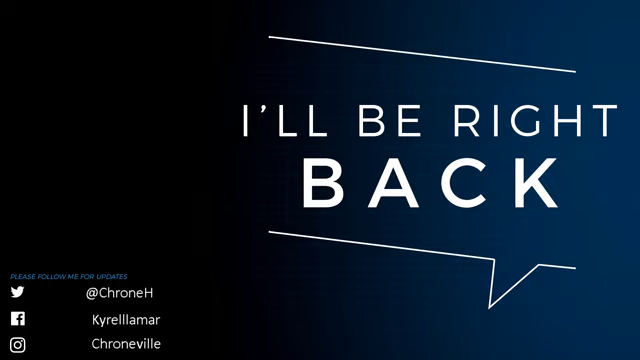 I'LL BE RIGHT
BACK
PLEASE FOLLOW ME FOR UPDATES
@ChroneH
Kyrelllamar
Chroneville